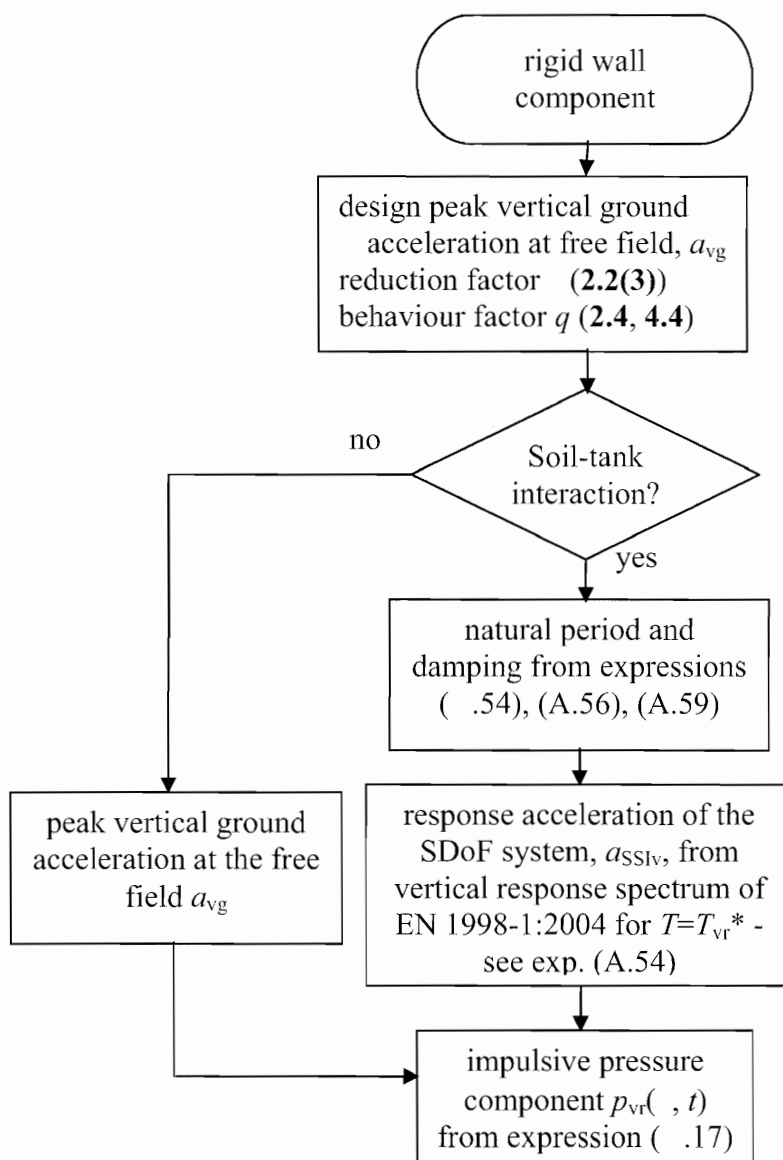 rigid wall
component
design peak vertical ground
acceleration at free field, avg
reduction factor (2.2(3))
behaviour factor q (2.4, 4.4)
no
Soil-tank
interaction?
yes
natural period and
damping from expressions
( .54), (A.56), (A.59)
peak vertical ground
acceleration at the free
field avg
response acceleration of the
SDoF system, aSSIv, from
vertical response spectrum of
EN 1998-1:2004 for T=Tvr* -
see exp. (A.54)
impulsive pressure
component pvr( , t)
from expression ( .17)